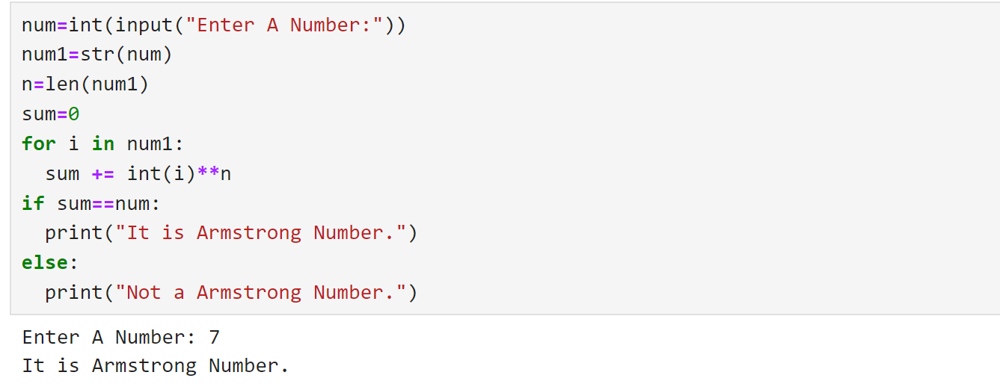 num=int(input("Enter A Number:"))
num1=str(num)
n=len(num1)
sum=0
for i in num1:
  sum += int(i)**n
if sum==num:
  print("It is Armstrong Number.")
else:
  print("Not a Armstrong Number.")
Enter A Number: 7
It is Armstrong Number.